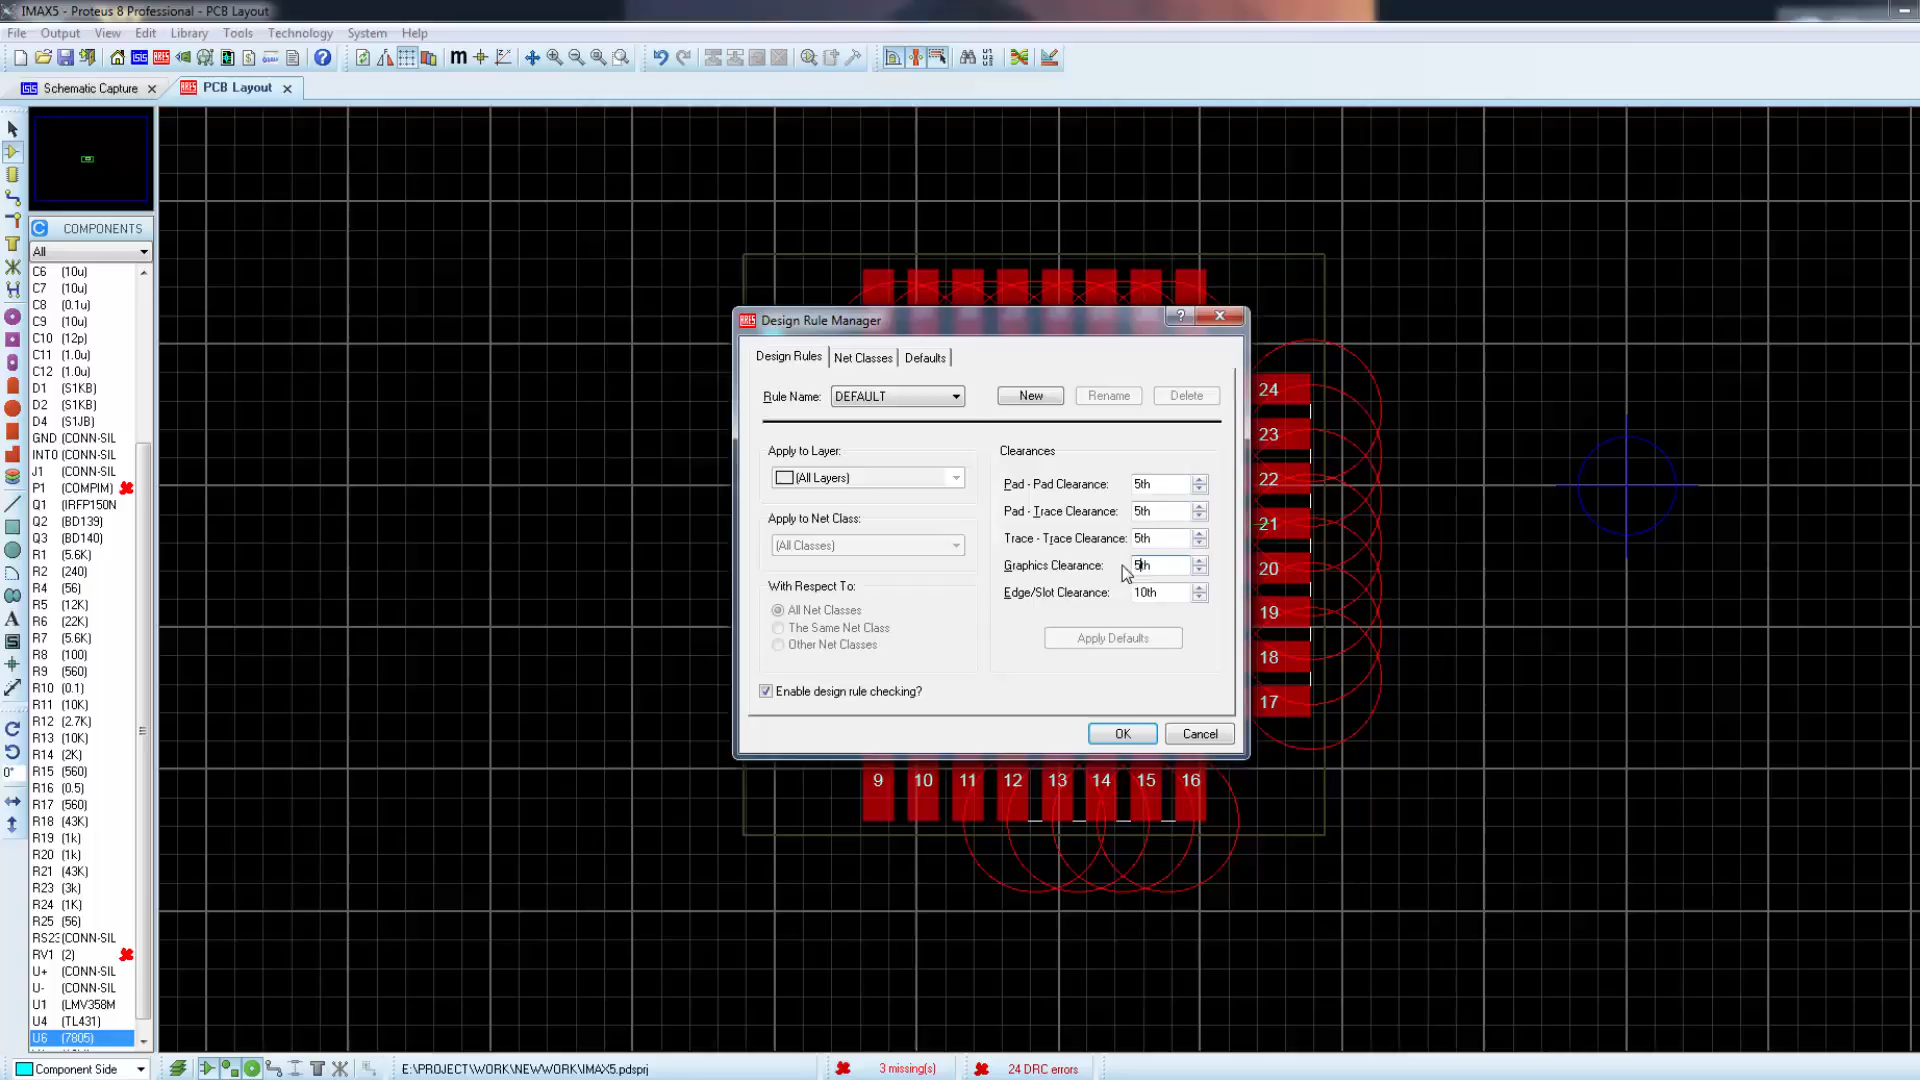 IMAX5 - Proteus 8 Professional - PCB Layout
File Output View Edit Library Tools Technology System Help
Schematic Capture
PCB Layout
COMPONENTS
All
C6 (10u)
C7 (10u)
C8 (0.1u)
C9 (10u)
C10 (12p)
C11 (1.0u)
C12 (1.0u)
D1 (S1KB)
D2 (S1KB)
D4 (S1JB)
GND (CONN-SIL
INT0 (CONN-SIL
J1 (CONN-SIL
P1 (COMPIM)
Q1 (IRFP150N
Q2 (BD139)
Q3 (BD140)
R1 (5.6K)
R2 (240)
R4 (56)
R5 (12K)
R6 (22K)
R7 (5.6K)
R8 (100)
R9 (560)
R10 (0.1)
R11 (10K)
R12 (2.7K)
R13 (10K)
R14 (2K)
R15 (560)
R16 (0.5)
R17 (560)
R18 (43K)
R19 (1k)
R20 (1k)
R21 (43K)
R23 (3k)
R24 (1K)
R25 (56)
RS23 (CONN-SIL
RV1 (2)
U+ (CONN-SIL
U- (CONN-SIL
U1 (LMV358M
U4 (TL431)
U6 (7805)
0°
Design Rule Manager
Design Rules Net Classes Defaults
Rule Name: DEFAULT New Rename Delete
Apply to Layer:
(All Layers)
Apply to Net Class:
(All Classes)
With Respect To:
All Net Classes
The Same Net Class
Other Net Classes
Enable design rule checking?
Clearances
Pad - Pad Clearance: 5th
Pad - Trace Clearance: 5th
Trace - Trace Clearance: 5th
Graphics Clearance: 5th
Edge/Slot Clearance: 10th
Apply Defaults
OK Cancel
24
23
22
21
20
19
18
17
9 10 11 12 13 14 15 16
Component Side
E:\PROJECT\WORK\NEWWORK\IMAX5.pdsprj
3 missing(s)
24 DRC errors